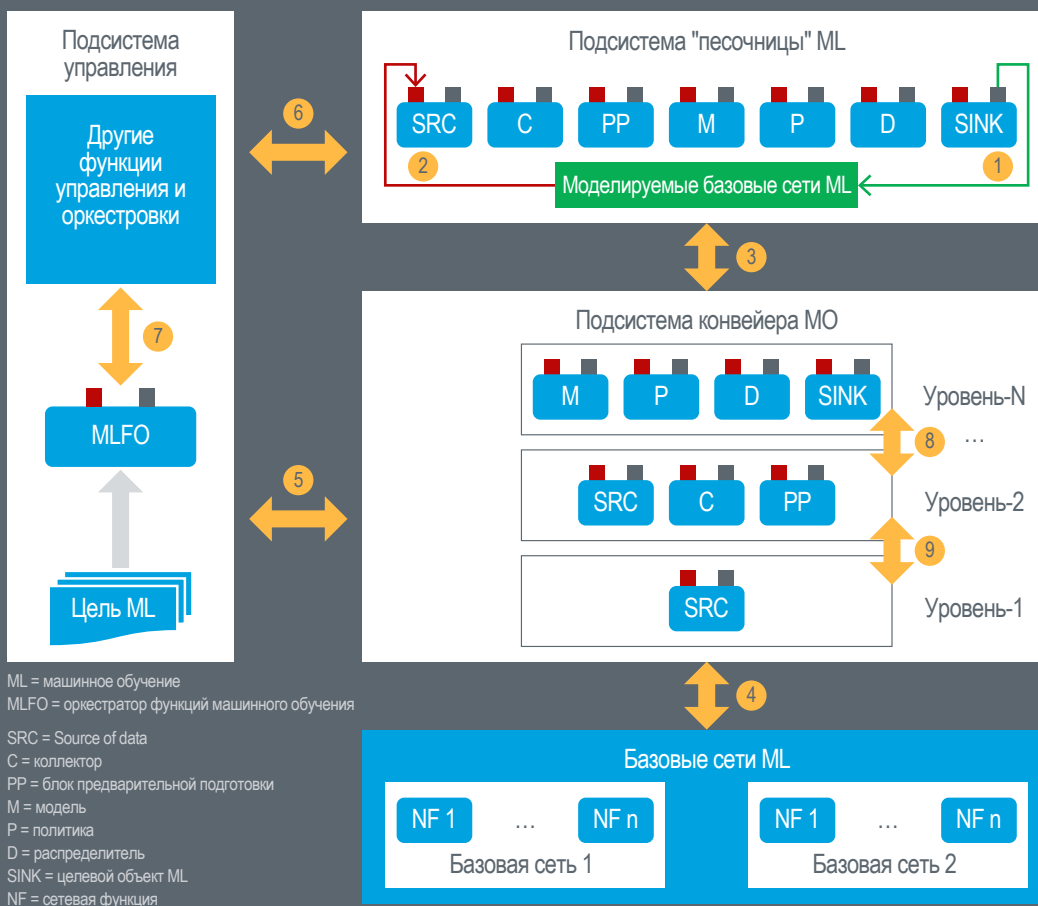 Подсистема
управления
Другие
функции
управления и
оркестровки
7
MLFO
Цель ML
6
5
Подсистема "песочницы" ML
SRC C PP M P D SINK
2 1
Моделируемые базовые сети ML
3
Подсистема конвейера МО
M P D SINK Уровень-N
8 ...
SRC C PP Уровень-2
9
SRC Уровень-1
4
Базовые сети ML
NF 1 ... NF n NF 1 ... NF n
Базовая сеть 1 Базовая сеть 2
ML = машинное обучение
MLFO = оркестратор функций машинного обучения
SRC = Source of data
C = коллектор
PP = блок предварительной подготовки
M = модель
P = политика
D = распределитель
SINK = целевой объект ML
NF = сетевая функция